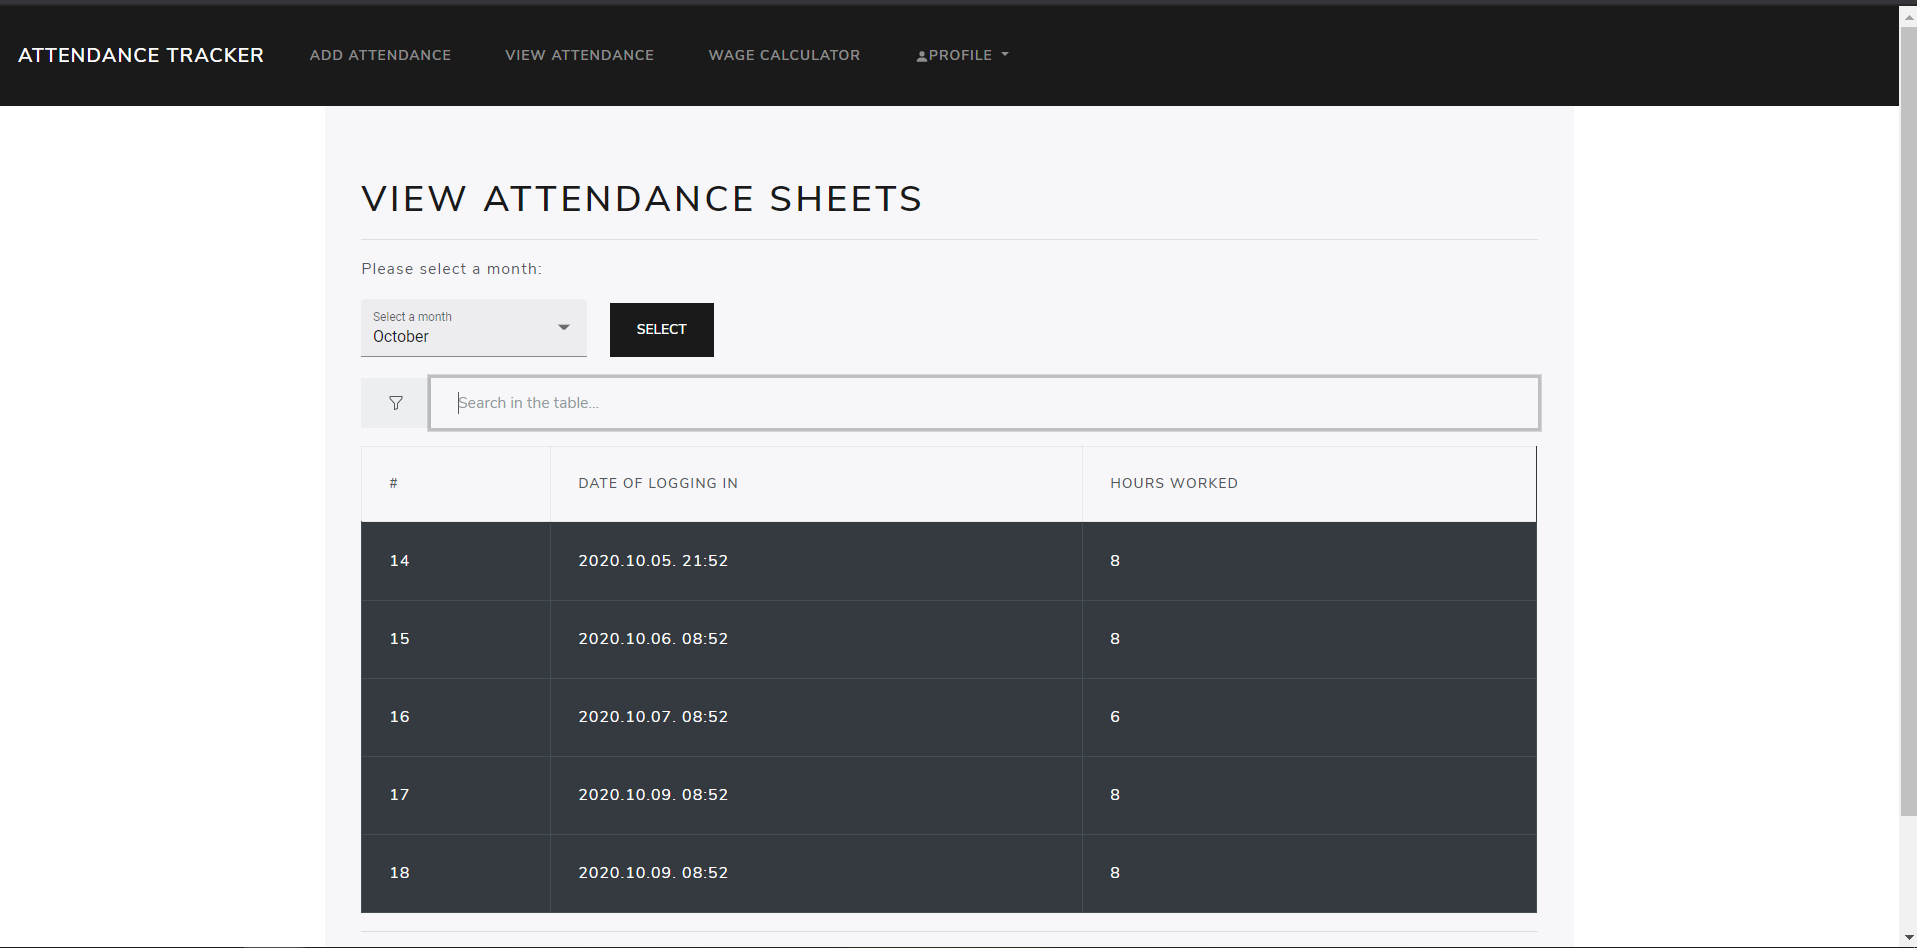 ATTENDANCE TRACKER ADD ATTENDANCE VIEW ATTENDANCE WAGE CALCULATOR PROFILE
VIEW ATTENDANCE SHEETS
Please select a month:
Select a month
October
SELECT
Search in the table...
# DATE OF LOGGING IN HOURS WORKED
14 2020.10.05. 21:52 8
15 2020.10.06. 08:52 8
16 2020.10.07. 08:52 6
17 2020.10.09. 08:52 8
18 2020.10.09. 08:52 8